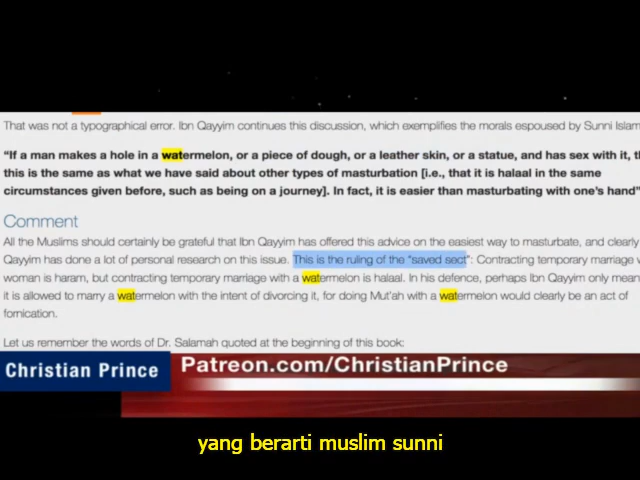 That was not a typographical error. Ibn Qayyim continues this discussion, which exemplifies the morals espoused by Sunni Islam
“If a man makes a hole in a watermelon, or a piece of dough, or a leather skin, or a statue, and has sex with it, th
this is the same as what we have said about other types of masturbation [i.e., that it is halaal in the same
circumstances given before, such as being on a journey]. In fact, it is easier than masturbating with one’s hand”
Comment
All the Muslims should certainly be grateful that Ibn Qayyim has offered this advice on the easiest way to masturbate, and clearly
Qayyim has done a lot of personal research on this issue. This is the ruling of the “saved sect”: Contracting temporary marriage w
woman is haram, but contracting temporary marriage with a watermelon is halaal. In his defence, perhaps Ibn Qayyim only mean
it is allowed to marry a watermelon with the intent of divorcing it, for doing Mut’ah with a watermelon would clearly be an act of
fornication.
Let us remember the words of Dr. Salamah quoted at the beginning of this book:
Christian Prince
Patreon.com/ChristianPrince
yang berarti muslim sunni